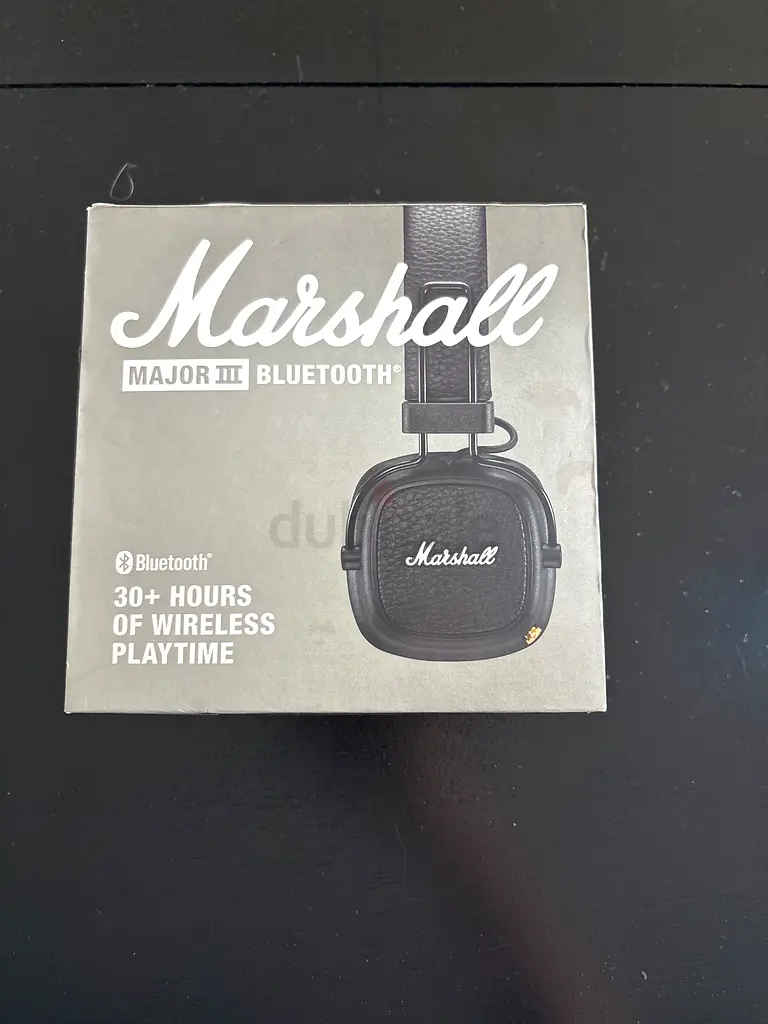 Marshall
MAJOR III BLUETOOTH®
Marshall
Bluetooth®
30+ HOURS
OF WIRELESS
PLAYTIME